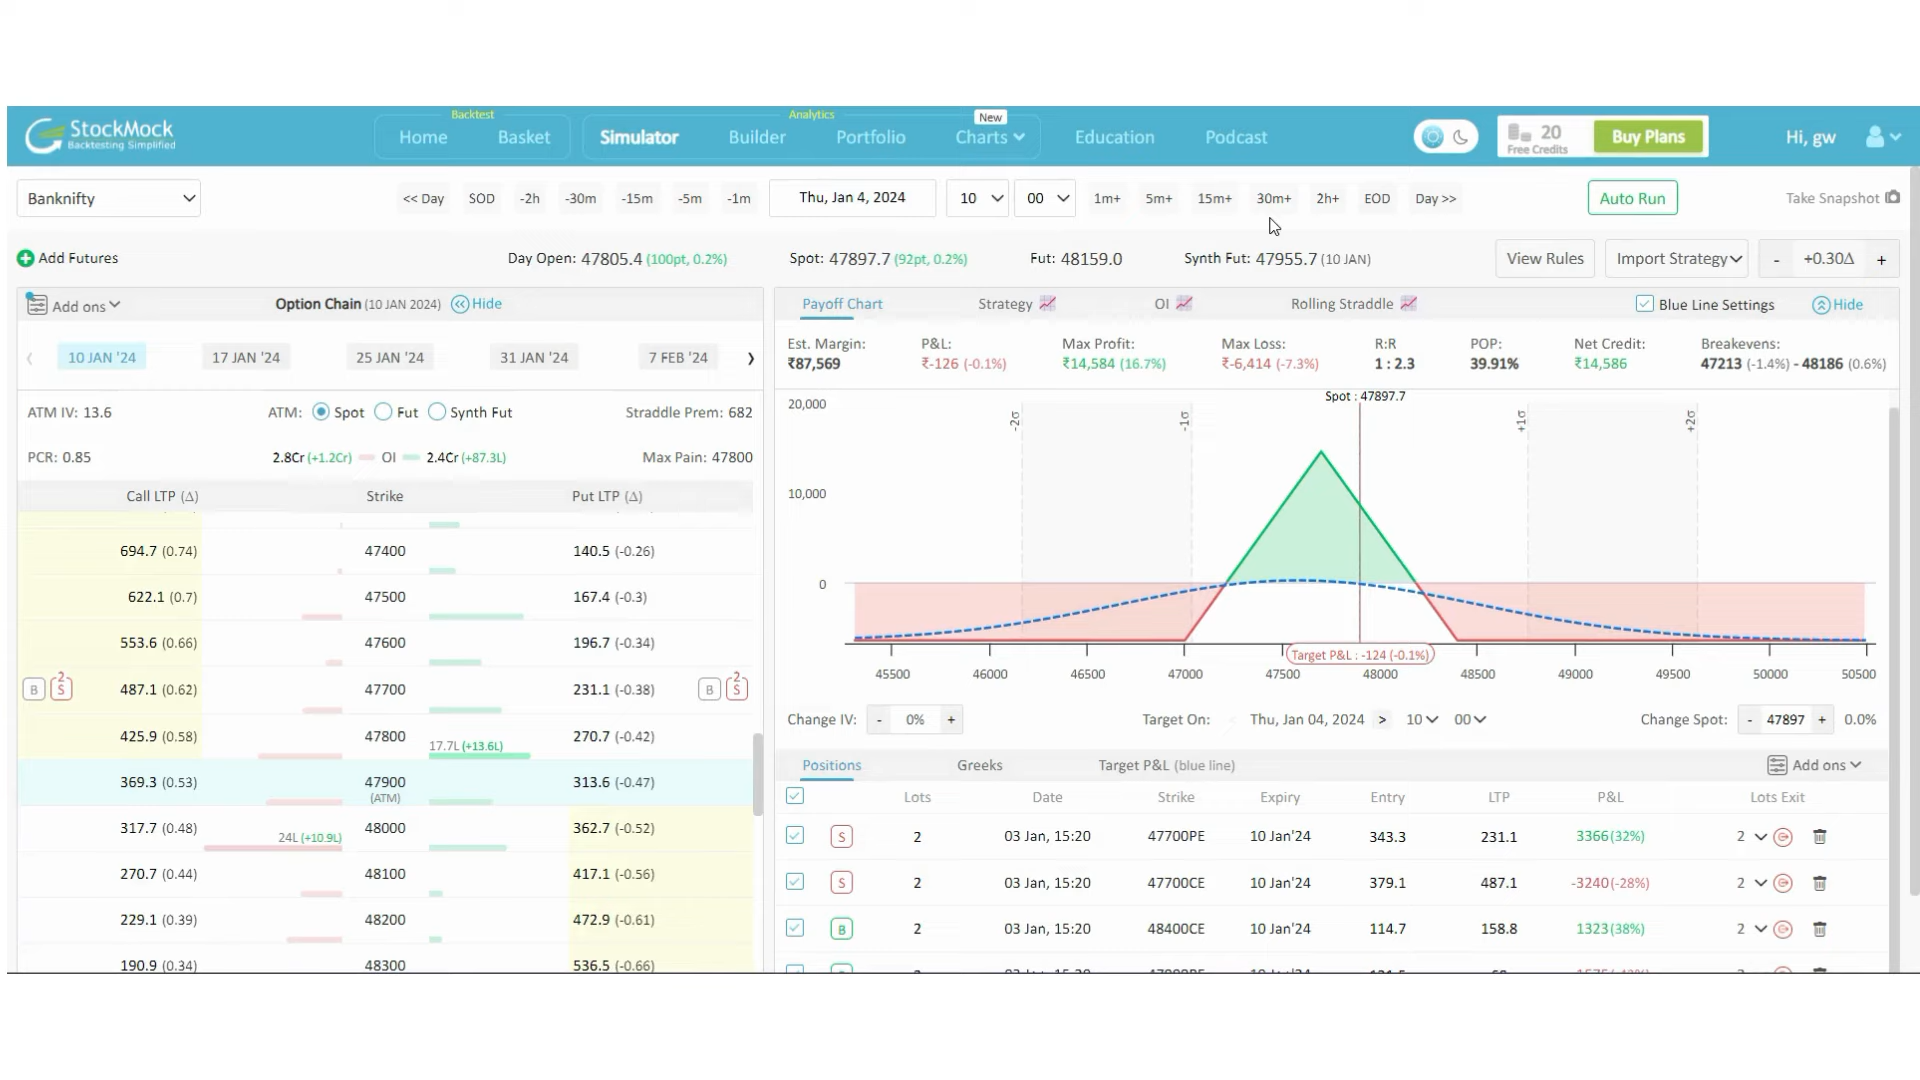 StockMock
Backtesting Simplified
Backtest
Home Basket
Analytics
Simulator Builder Portfolio Charts
New
Education Podcast
20
Free Credits
Buy Plans
Hi, gw
Banknifty
<< Day SOD -2h -30m -15m -5m -1m Thu, Jan 4, 2024 10 00 1m+ 5m+ 15m+ 30m+ 2h+ EOD Day >>
Auto Run
Take Snapshot
Add Futures
Day Open: 47805.4 (100pt, 0.2%) Spot: 47897.7 (92pt, 0.2%) Fut: 48159.0 Synth Fut: 47955.7 (10 JAN)
View Rules Import Strategy - +0.30Δ +
Add ons Option Chain (10 JAN 2024) Hide
10 JAN '24 17 JAN '24 25 JAN '24 31 JAN '24 7 FEB '24
ATM IV: 13.6 ATM: Spot Fut Synth Fut Straddle Prem: 682
PCR: 0.85 2.8Cr (+1.2Cr) OI 2.4Cr (+87.3L) Max Pain: 47800
Call LTP (Δ) Strike Put LTP (Δ)
694.7 (0.74) 47400 140.5 (-0.26)
622.1 (0.7) 47500 167.4 (-0.3)
553.6 (0.66) 47600 196.7 (-0.34)
B 2 S 487.1 (0.62) 47700 231.1 (-0.38) B 2 S
425.9 (0.58) 47800 17.7L (+13.6L) 270.7 (-0.42)
369.3 (0.53) 47900 313.6 (-0.47)
(ATM)
317.7 (0.48) 24L (+10.9L) 48000 362.7 (-0.52)
270.7 (0.44) 48100 417.1 (-0.56)
229.1 (0.39) 48200 472.9 (-0.61)
190.9 (0.34) 48300 536.5 (-0.66)
Payoff Chart Strategy OI Rolling Straddle Blue Line Settings Hide
Est. Margin: P&L: Max Profit: Max Loss: R:R POP: Net Credit: Breakevens:
₹87,569 ₹-126 (-0.1%) ₹14,584 (16.7%) ₹-6,414 (-7.3%) 1 : 2.3 39.91% ₹14,586 47213 (-1.4%) - 48186 (0.6%)
Spot : 47897.7
20,000
10,000
0
-2σ -1σ +1σ +2σ
Target P&L : -124 (-0.1%)
45500 46000 46500 47000 47500 48000 48500 49000 49500 50000 50500
Change IV: - 0% + Target On: Thu, Jan 04, 2024 > 10 00 Change Spot: - 47897 + 0.0%
Positions Greeks Target P&L (blue line) Add ons
Lots Date Strike Expiry Entry LTP P&L Lots Exit
S 2 03 Jan, 15:20 47700PE 10 Jan'24 343.3 231.1 3366(32%) 2
S 2 03 Jan, 15:20 47700CE 10 Jan'24 379.1 487.1 -3240(-28%) 2
B 2 03 Jan, 15:20 48400CE 10 Jan'24 114.7 158.8 1323(38%) 2